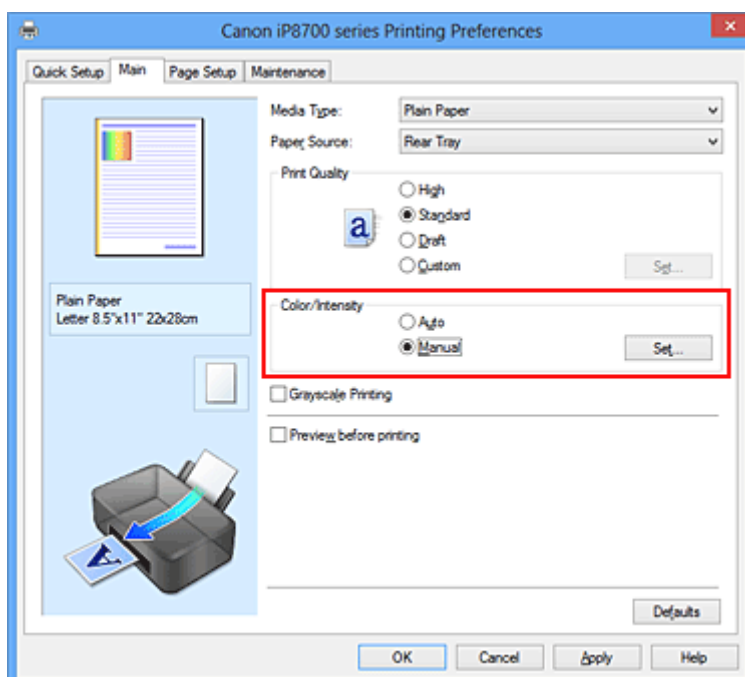 Canon iP8700 series Printing Preferences
Quick Setup Main Page Setup Maintenance
Media Type: Plain Paper
Paper Source: Rear Tray
Print Quality
High
a
Standard
Draft
Custom
Set...
Plain Paper
Letter 8.5"x11" 22x28cm
Color/Intensity
Auto
Manual
Set...
Grayscale Printing
Preview before printing
A
Defaults
OK Cancel Apply Help